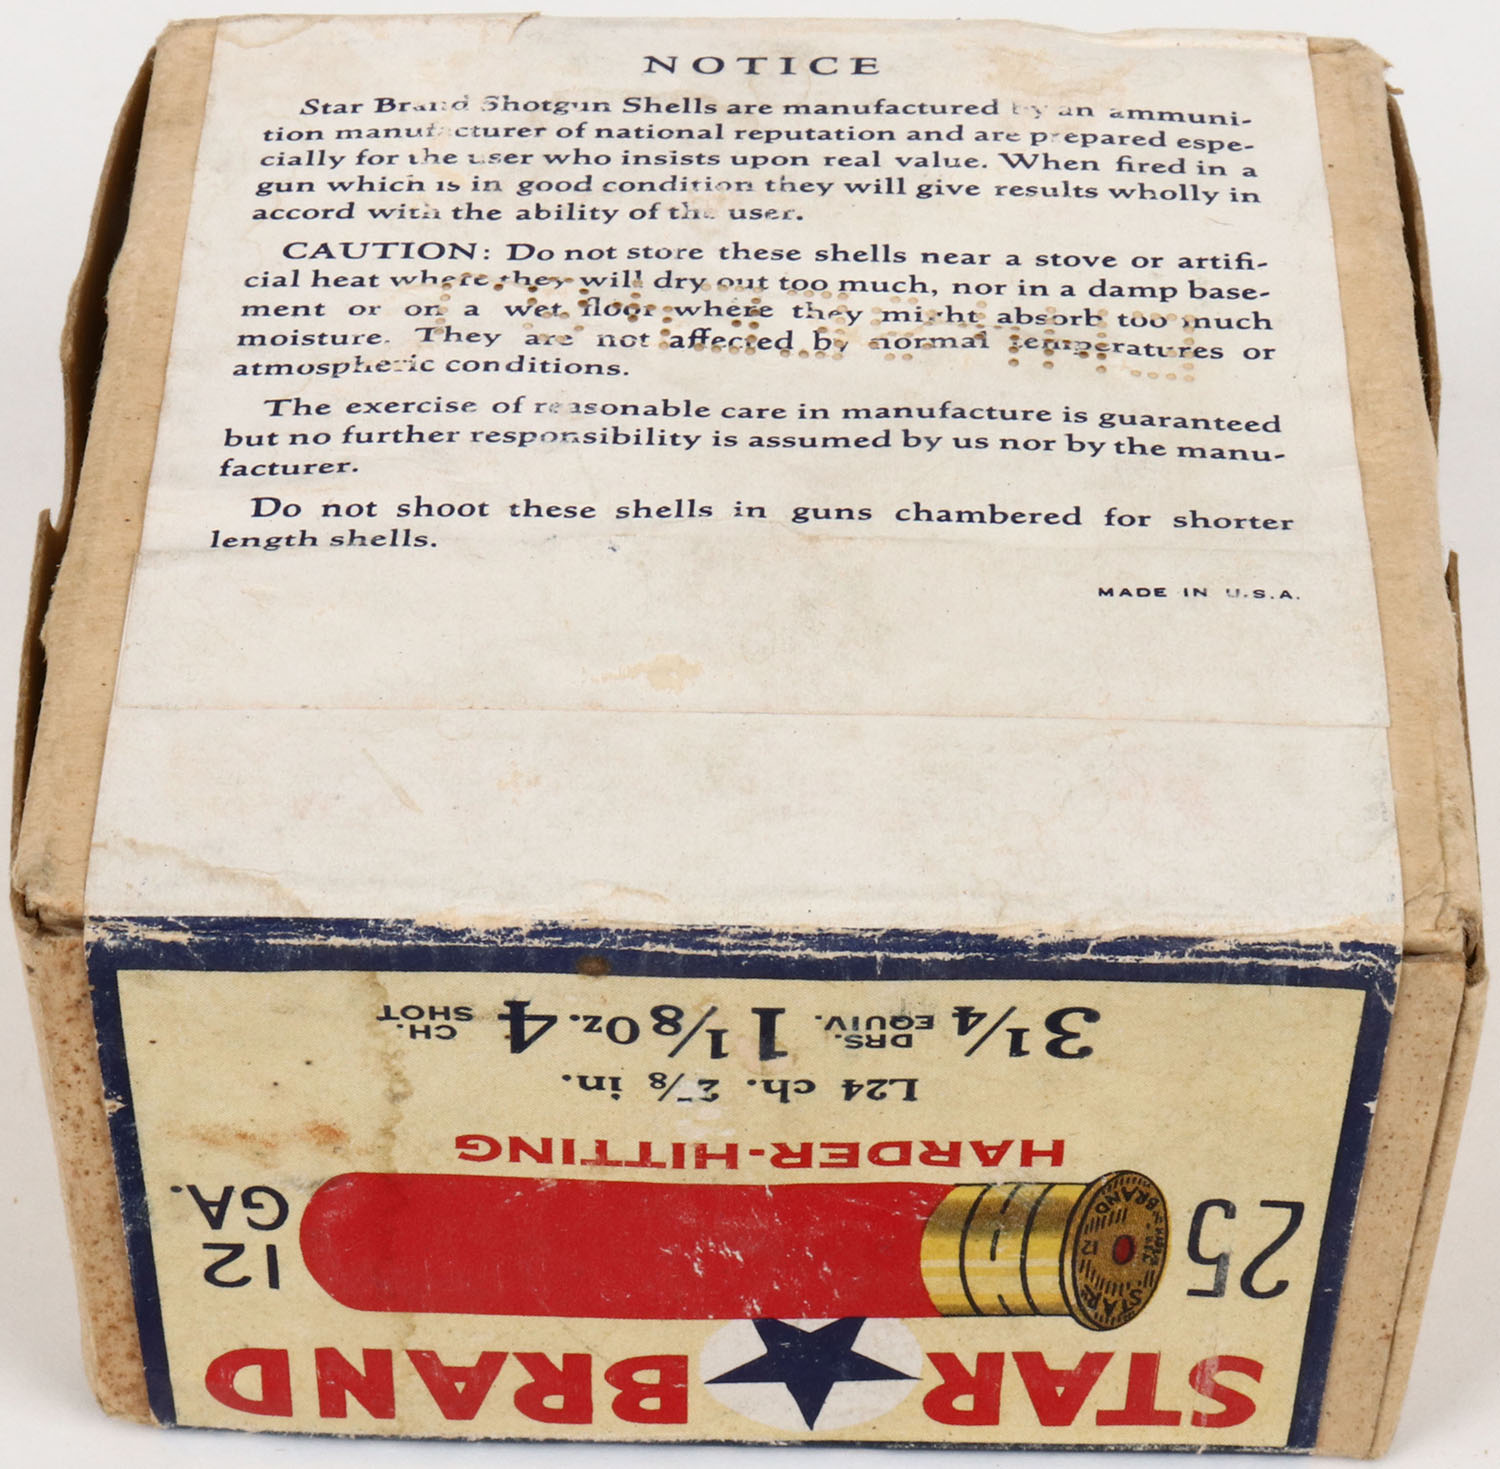 NOTICE
Star Brand Shotgun Shells are manufactured by an ammuni-
tion manufacturer of national reputation and are prepared espe-
cially for the user who insists upon real value. When fired in a
gun which is in good condition they will give results wholly in
accord with the ability of the user.
CAUTION: Do not store these shells near a stove or artifi-
cial heat where they will dry out too much, nor in a damp base-
ment or on a wet floor where they might absorb too much
moisture. They are not affected by normal temperatures or
atmospheric conditions.
The exercise of reasonable care in manufacture is guaranteed
but no further responsibility is assumed by us nor by the manu-
facturer.
Do not shoot these shells in guns chambered for shorter
length shells.
MADE IN U.S.A.
STAR BRAND
25
12
GA.
STAR BRAND
12
HARDER-HITTING
L24 ch. 2⅞ in.
3¼ DRS. EQUIV. 1⅛ Oz. 4 CH. SHOT